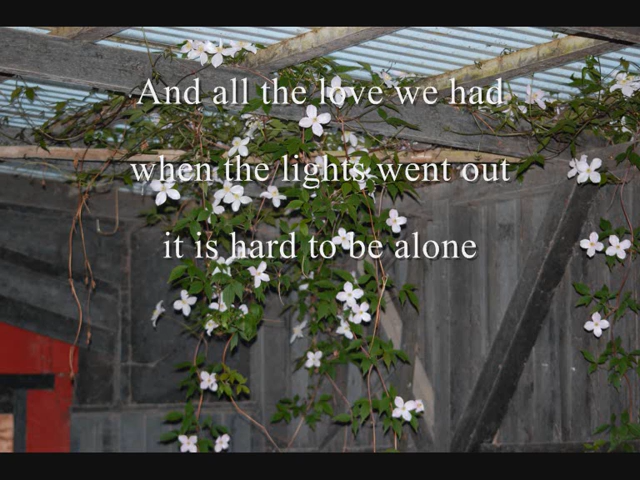 And all the love we had
when the lights went out
it is hard to be alone